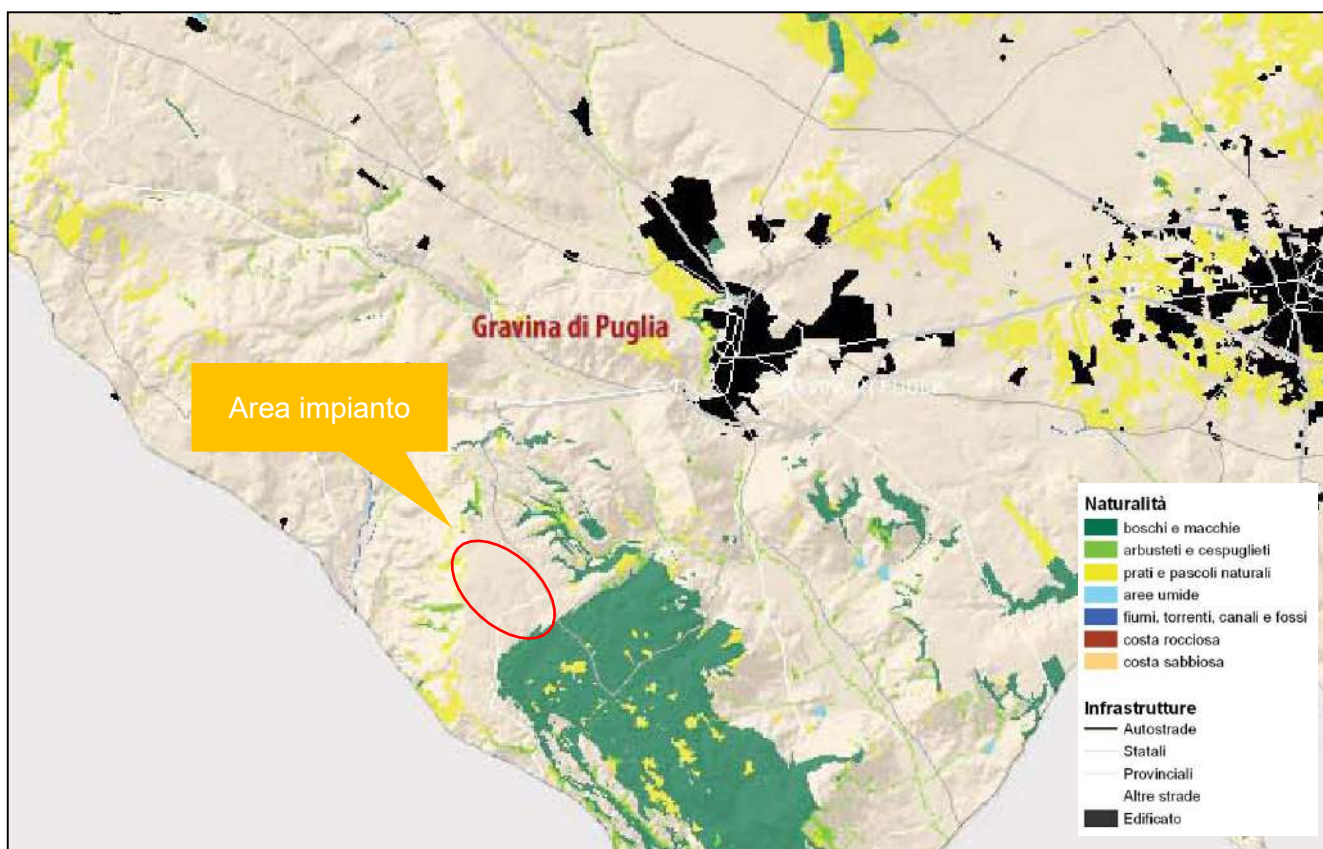 Gravina di Puglia
Area impianto
Naturalità
boschi e macchie
arbusteti e cespuglieti
prati e pascoli naturali
aree umide
fiumi, torrenti, canali e fossi
costa rocciosa
costa sabbiosa
Infrastrutture
Autostrade
Statali
Provinciali
Altre strade
Edificato